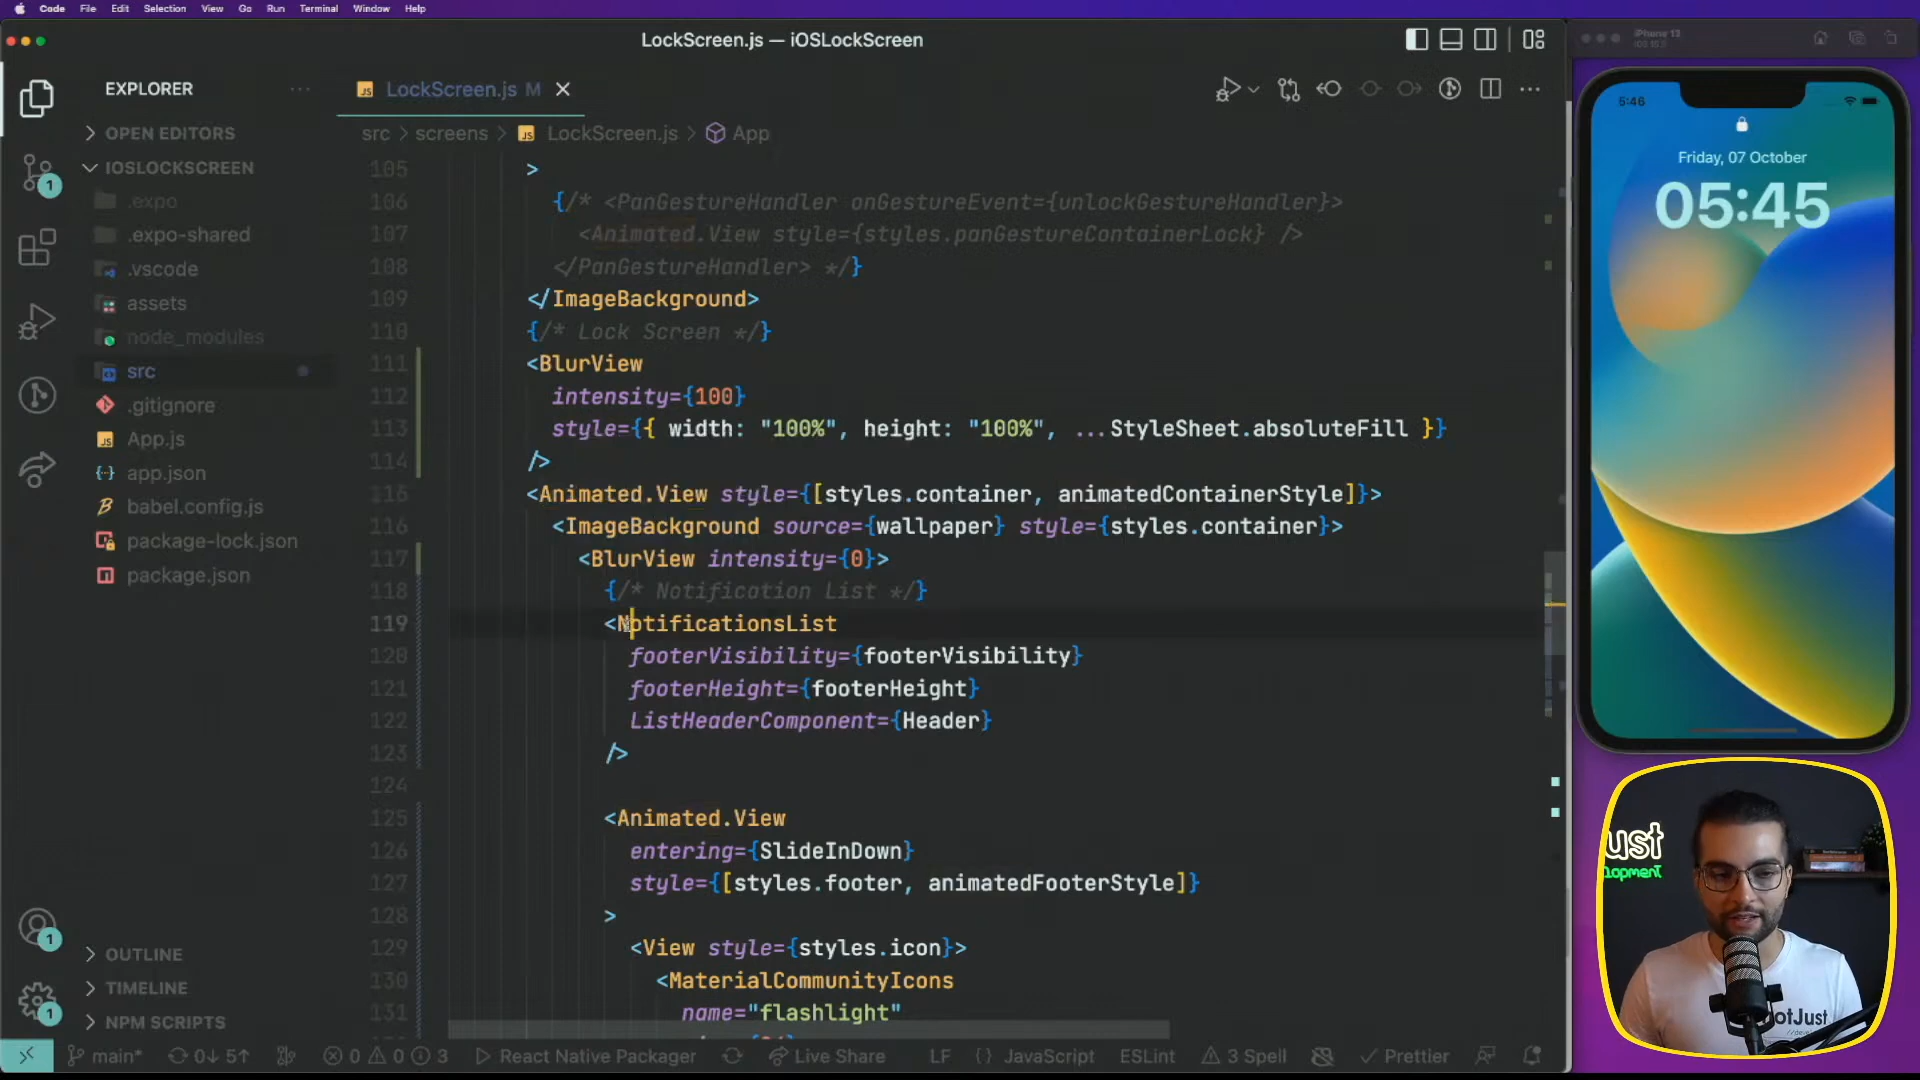 Code File Edit Selection View Go Run Terminal Window Help
LockScreen.js — iOSLockScreen
EXPLORER
OPEN EDITORS
IOSLOCKSCREEN
.expo
.expo-shared
.vscode
assets
node_modules
src
.gitignore
App.js
app.json
babel.config.js
package-lock.json
package.json
OUTLINE
TIMELINE
NPM SCRIPTS
1
1
1
LockScreen.js M
src > screens > LockScreen.js > App
105 >
106 {/* <PanGestureHandler onGestureEvent={unlockGestureHandler}>
107 <Animated.View style={styles.panGestureContainerLock} />
108 </PanGestureHandler> */}
109 </ImageBackground>
110 {/* Lock Screen */}
111 <BlurView
112 intensity={100}
113 style={{ width: "100%", height: "100%", ...StyleSheet.absoluteFill }}
114 />
<Animated.View style={[styles.container, animatedContainerStyle]}>
116 <ImageBackground source={wallpaper} style={styles.container}>
117 <BlurView intensity={0}>
118 {/* Notification List */}
119 <NotificationsList
120 footerVisibility={footerVisibility}
121 footerHeight={footerHeight}
122 ListHeaderComponent={Header}
123 />
124
125 <Animated.View
126 entering={SlideInDown}
127 style={[styles.footer, animatedFooterStyle]}
128 >
129 <View style={styles.icon}>
130 <MaterialCommunityIcons
131 name="flashlight"
main* 0↓ 5↑ 0 0 3 React Native Packager Live Share LF {} JavaScript ESLint 3 Spell Prettier
iPhone 13
5:46
Friday, 07 October
05:45
ust
lopment
notJust